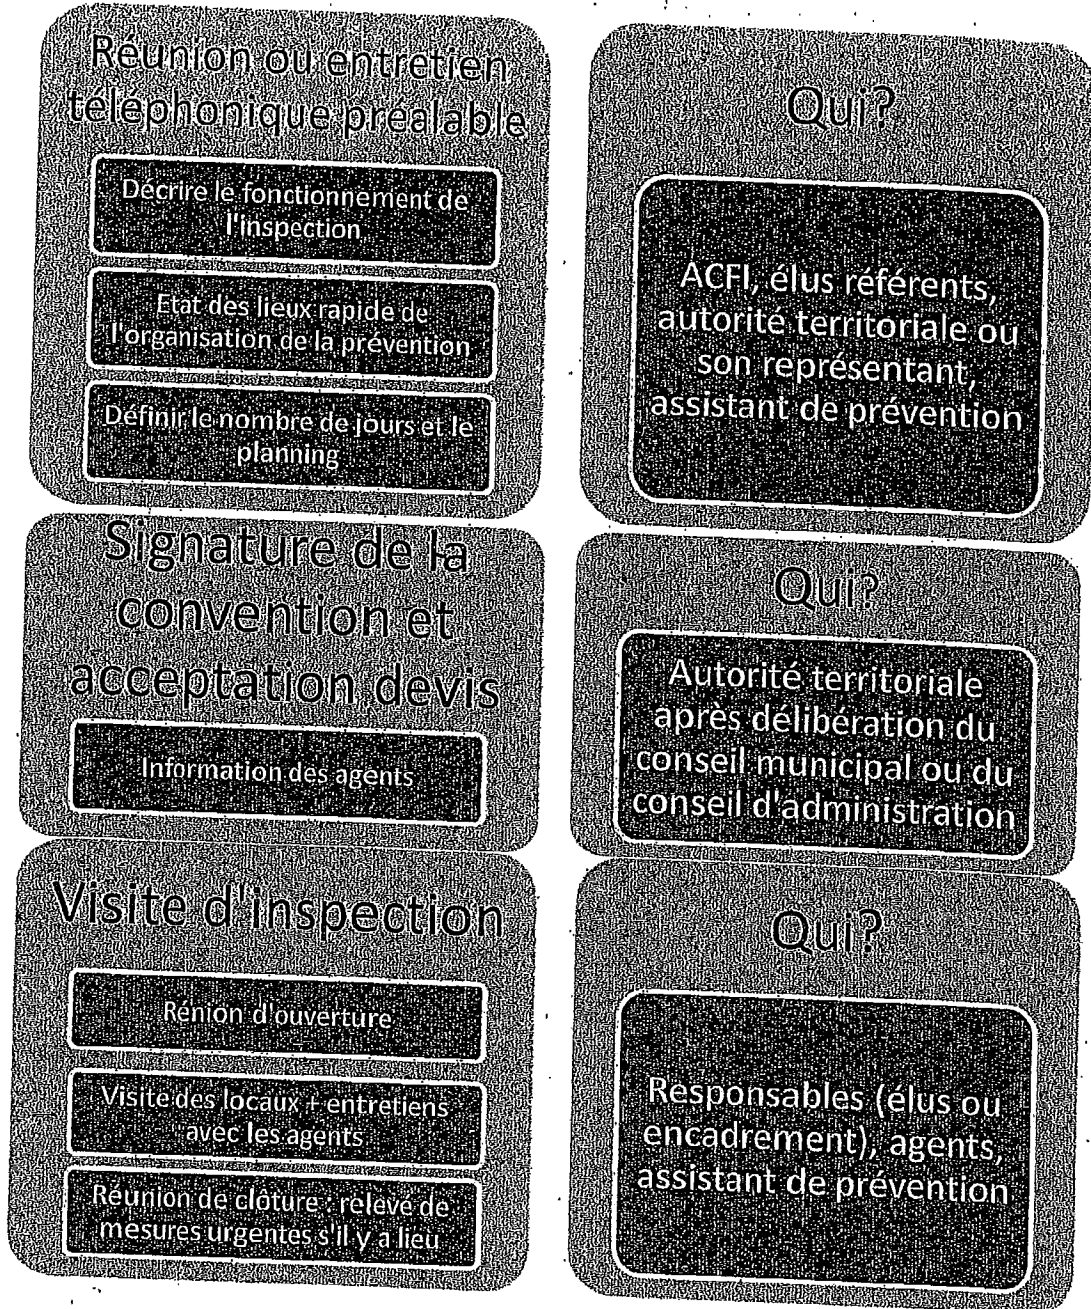 Réunion ou entretien
téléphonique préalable
Décrire le fonctionnement de
l'inspection
Etat des lieux rapide de
l'organisation de la prévention
Définir le nombre de jours et le
planning
Qui?
ACFI, élus référents,
autorité territoriale ou
son représentant,
assistant de prévention
Signature de la
convention et
acceptation devis
Information des agents
Qui?
Autorité territoriale
après délibération du
conseil municipal ou du
conseil d'administration
Visite d'inspection
Rénion d'ouverture
Visite des locaux + entretiens
avec les agents
Réunion de clôture : relevé de
mesures urgentes s'il y a lieu
Qui?
Responsables (élus ou
encadrement), agents,
assistant de prévention